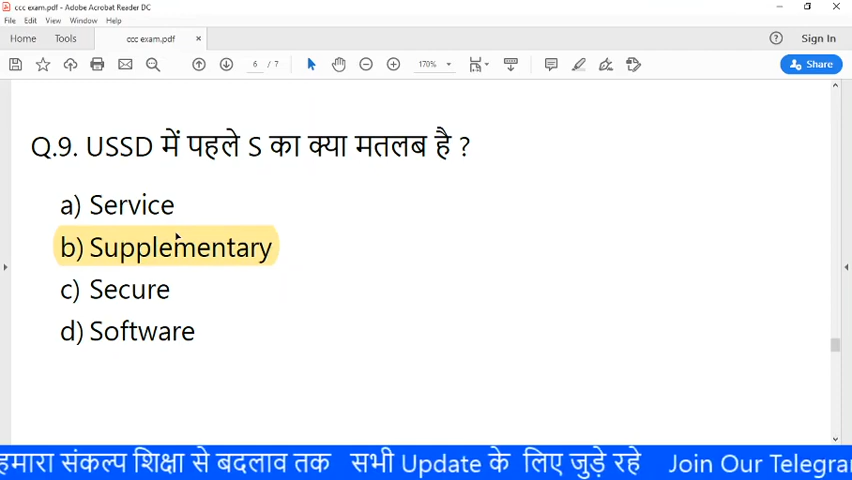 ccc exam.pdf - Adobe Acrobat Reader DC
File Edit View Window Help
Home Tools ccc exam.pdf × Sign In
6 / 7 170% Share
Q.9. USSD में पहले S का क्या मतलब है ?
a) Service
b) Supplementary
c) Secure
d) Software
हमारा संकल्प शिक्षा से बदलाव तक सभी Update के लिए जुड़े रहे Join Our Telegra